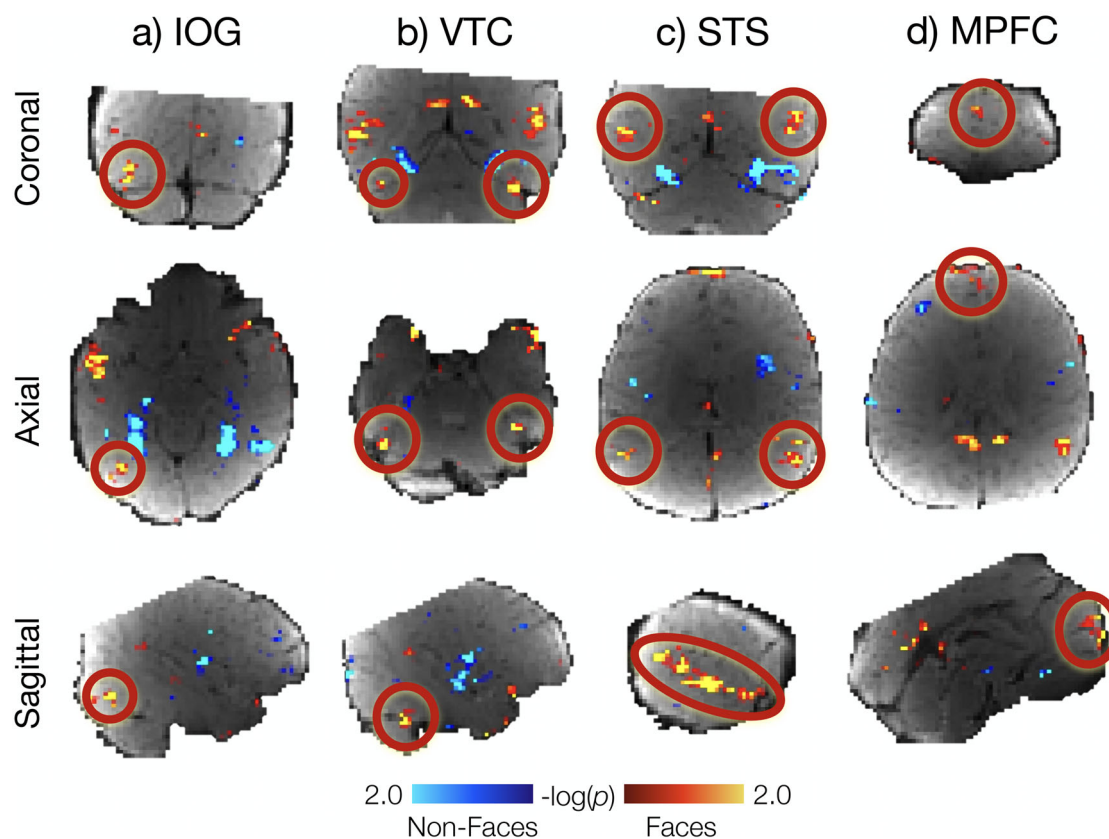 a) IOG b) VTC c) STS d) MPFC
Coronal
Axial
Sagittal
2.0 -log(p) 2.0
Non-Faces Faces